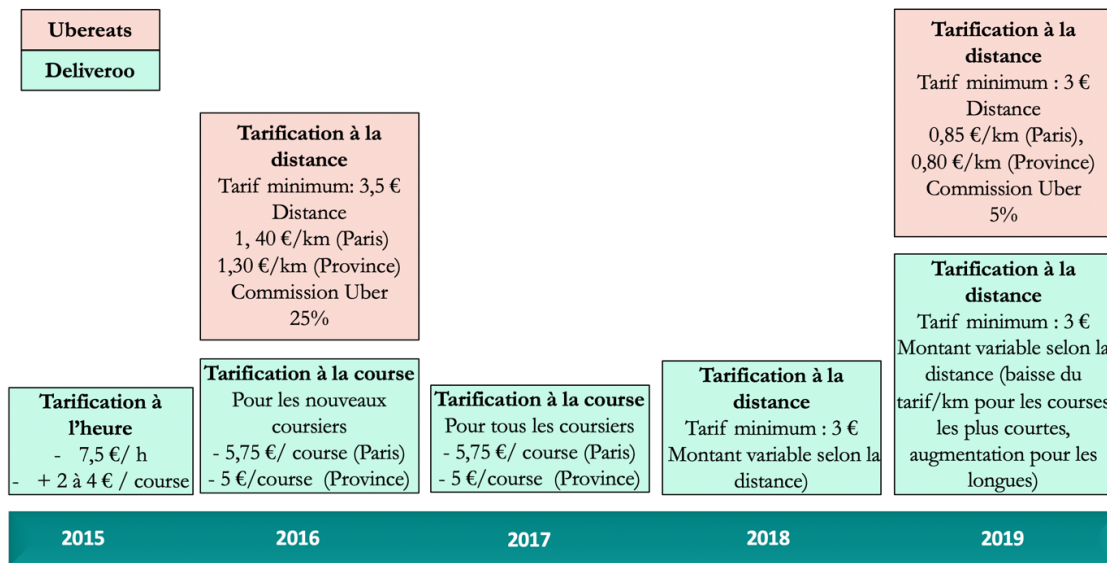 Ubereats
Deliveroo
Tarification à
l’heure
- 7,5 €/ h
- + 2 à 4 € / course
Tarification à la
distance
Tarif minimum: 3,5 €
Distance
1, 40 €/km (Paris)
1,30 €/km (Province)
Commission Uber
25%
Tarification à la course
Pour les nouveaux
coursiers
- 5,75 €/ course (Paris)
- 5 €/course (Province)
Tarification à la course
Pour tous les coursiers
- 5,75 €/ course (Paris)
- 5 €/course (Province)
Tarification à la
distance
Tarif minimum : 3 €
Montant variable selon la
distance)
Tarification à la
distance
Tarif minimum : 3 €
Distance
0,85 €/km (Paris),
0,80 €/km (Province)
Commission Uber
5%
Tarification à la
distance
Tarif minimum : 3 €
Montant variable selon la
distance (baisse du
tarif/km pour les courses
les plus courtes,
augmentation pour les
longues)
2015
2016
2017
2018
2019